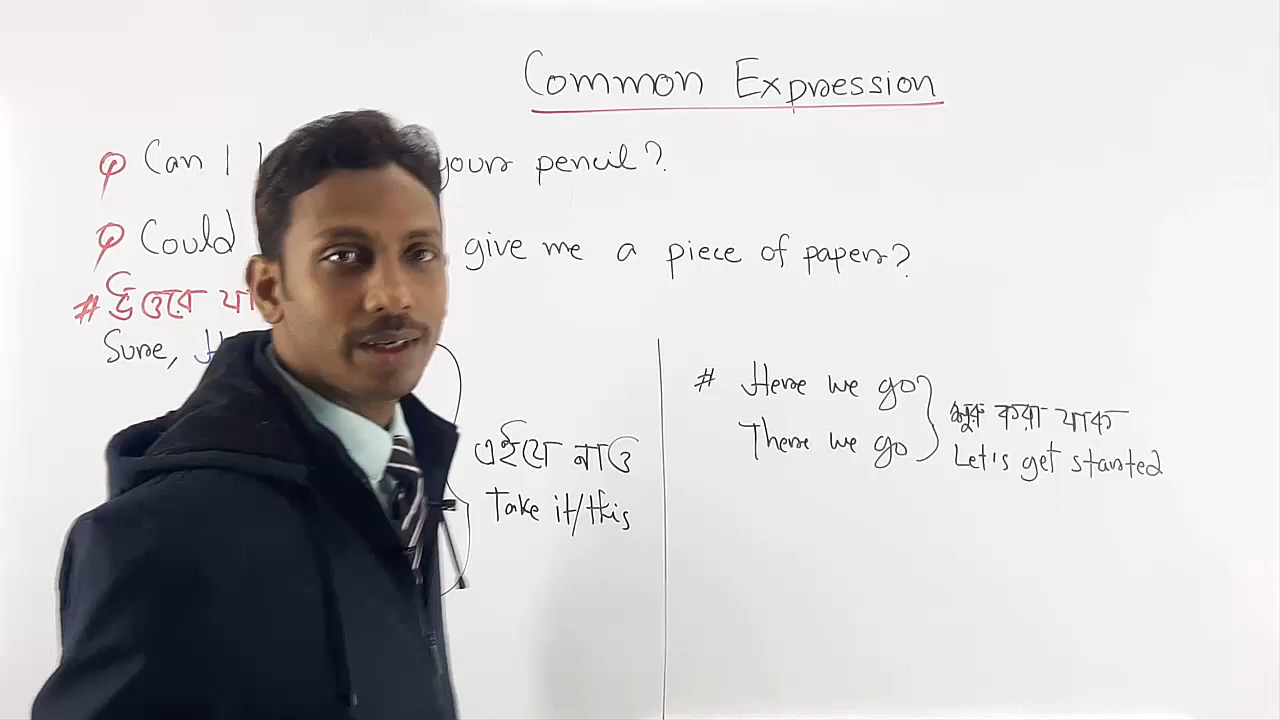 Common Expression
Q Can I your pencil?
Q Could give me a piece of paper?
# উত্তরে
Sure,
এইযে নাও
Take it/this
# Here we go
There we go
শুরু করা যাক
Let's get started